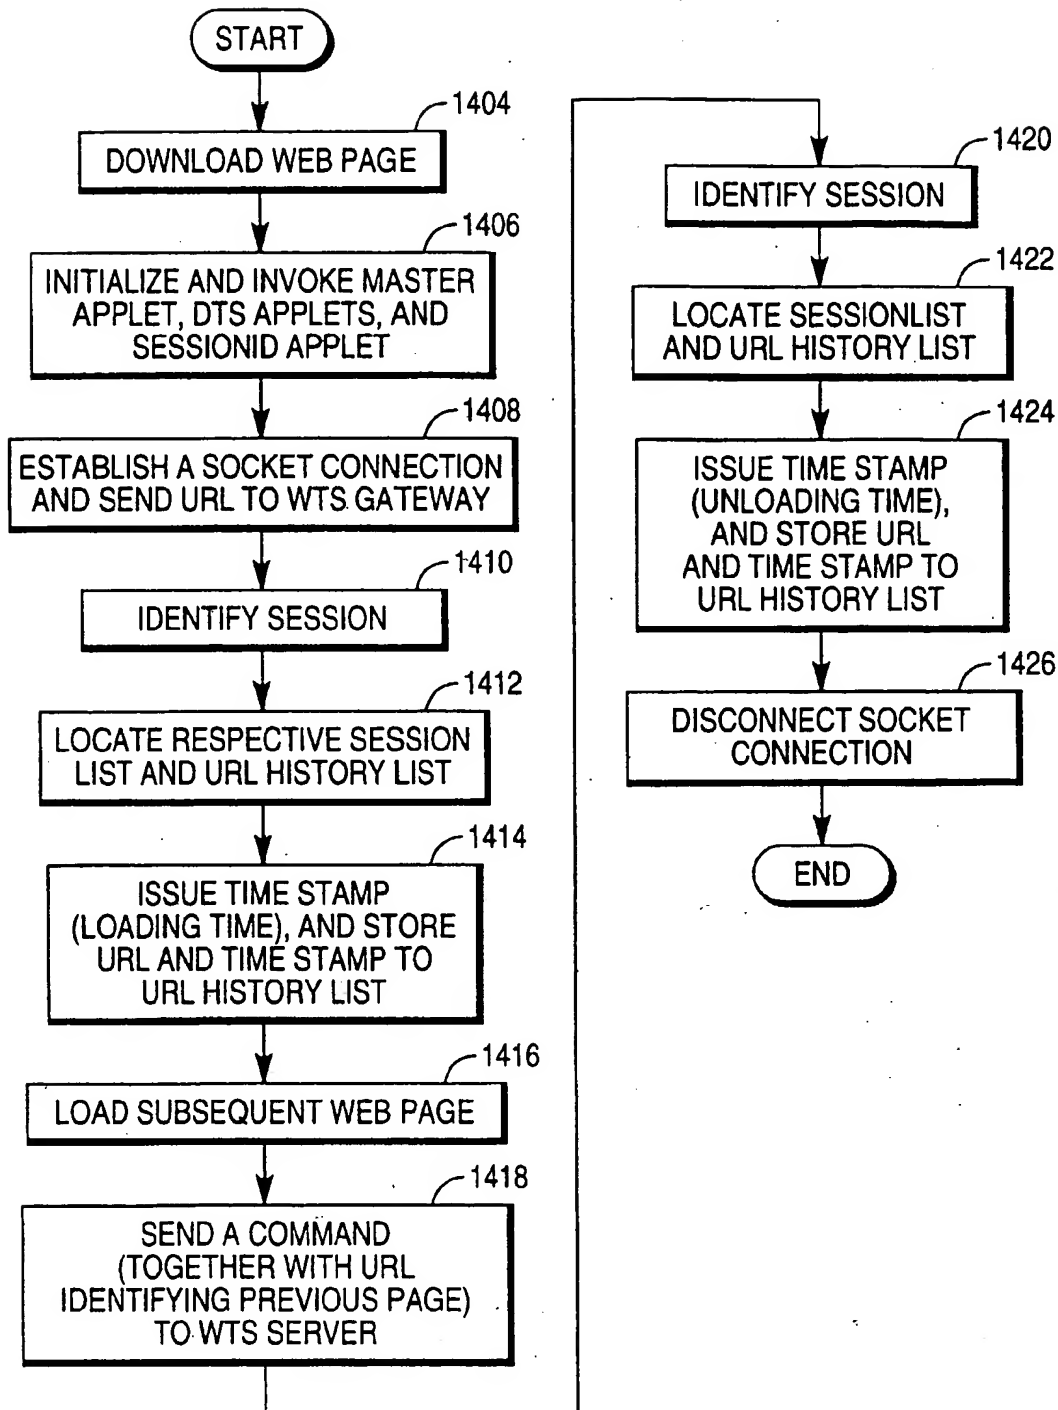 START
1404
DOWNLOAD WEB PAGE
1406
INITIALIZE AND INVOKE MASTER
APPLET, DTS APPLETS, AND
SESSIONID APPLET
1408
ESTABLISH A SOCKET CONNECTION
AND SEND URL TO WTS GATEWAY
1410
IDENTIFY SESSION
1412
LOCATE RESPECTIVE SESSION
LIST AND URL HISTORY LIST
1414
ISSUE TIME STAMP
(LOADING TIME), AND STORE
URL AND TIME STAMP TO
URL HISTORY LIST
1416
LOAD SUBSEQUENT WEB PAGE
1418
SEND A COMMAND
(TOGETHER WITH URL
IDENTIFYING PREVIOUS PAGE)
TO WTS SERVER
1420
IDENTIFY SESSION
1422
LOCATE SESSIONLIST
AND URL HISTORY LIST
1424
ISSUE TIME STAMP
(UNLOADING TIME),
AND STORE URL
AND TIME STAMP TO
URL HISTORY LIST
1426
DISCONNECT SOCKET
CONNECTION
END